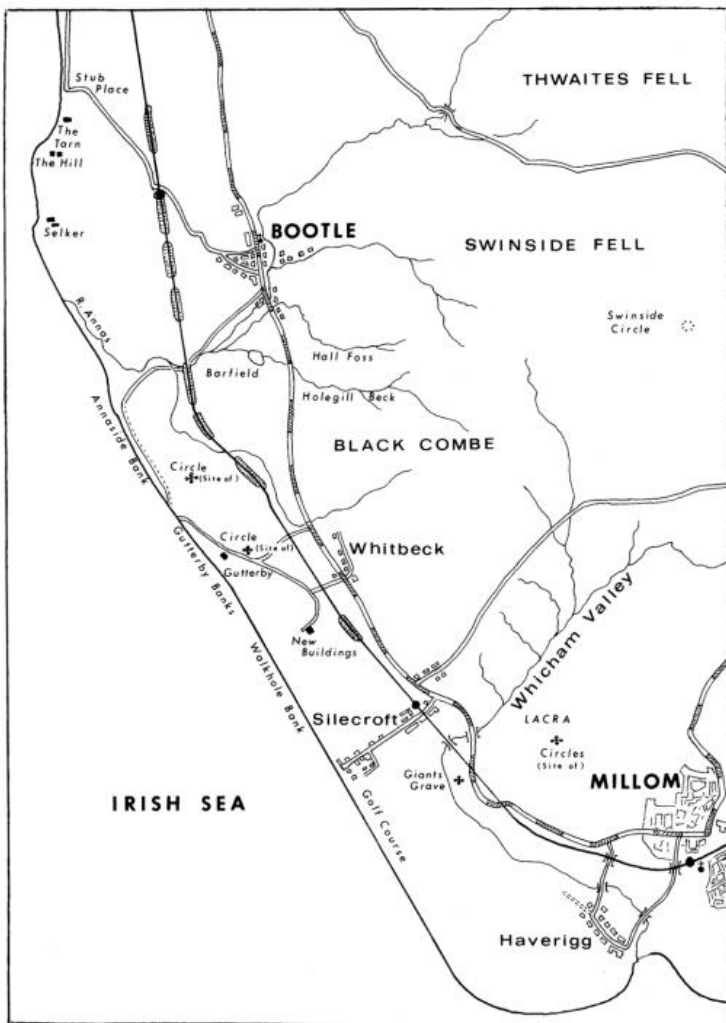 Stub
Place
THWAITES FELL
The
Tarn
The Hill
Selker
BOOTLE
SWINSIDE FELL
R. Annas
Swinside
Circle
Hall Foss
Barfield
Holegill Beck
Annaside Bank
BLACK COMBE
Circle
(Site of)
Circle
(Site of)
Whitbeck
Gutterby
Gutterby Banks
Whicham Valley
New
Buildings
Walkhole Bank
Silecroft
LACRA
Circles
(Site of)
Giants
Grave
MILLOM
IRISH SEA
Golf Course
Haverigg